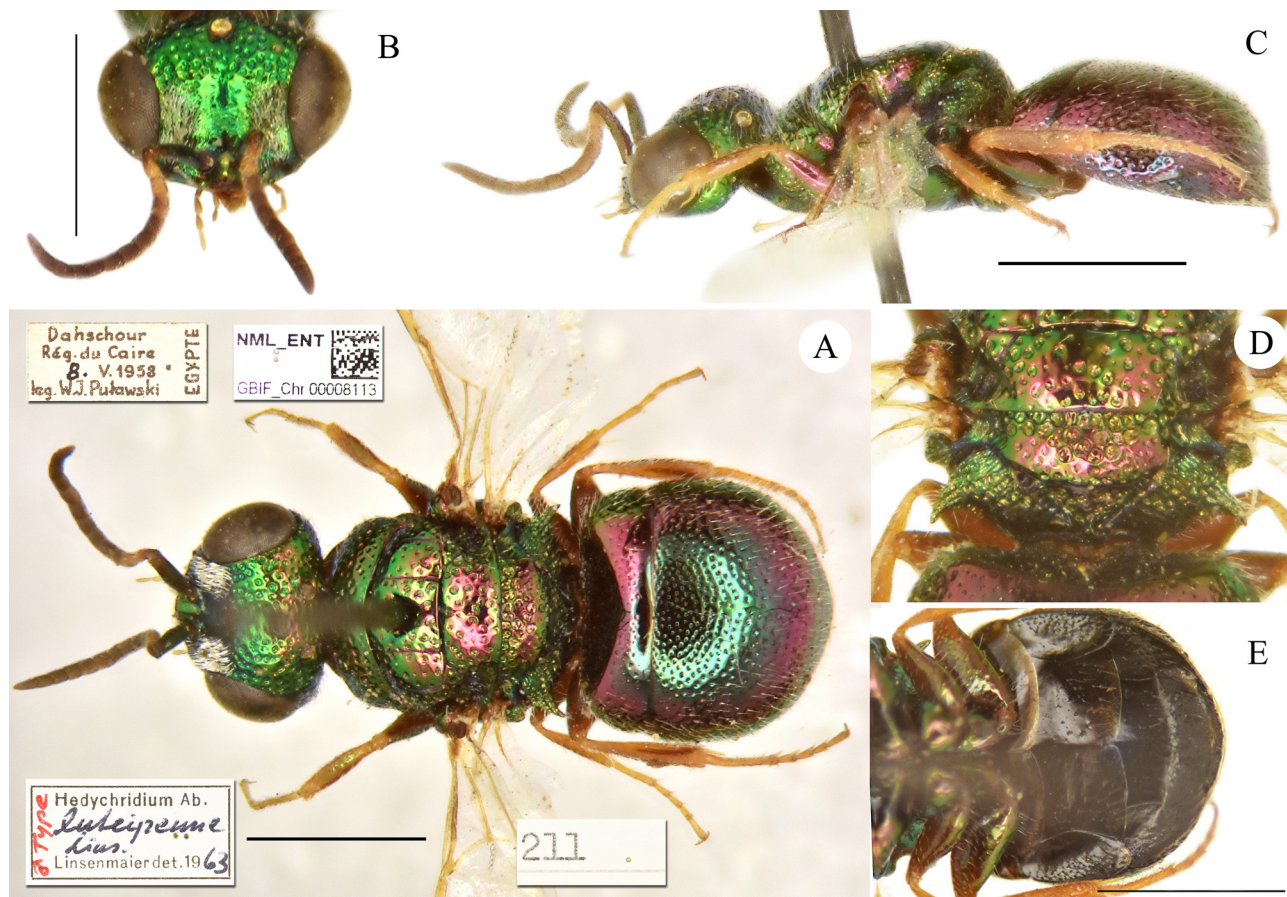 B
C
Dahschour
Rég. du Caire
8. V. 1958
leg. W.J. Puławski
EGYPTE
NML_ENT
GBIF_Chr 00008113
A
D
E
♂ Type
Hedychridium Ab.
luteipenne
Lins.
Linsenmaier det. 1963
211